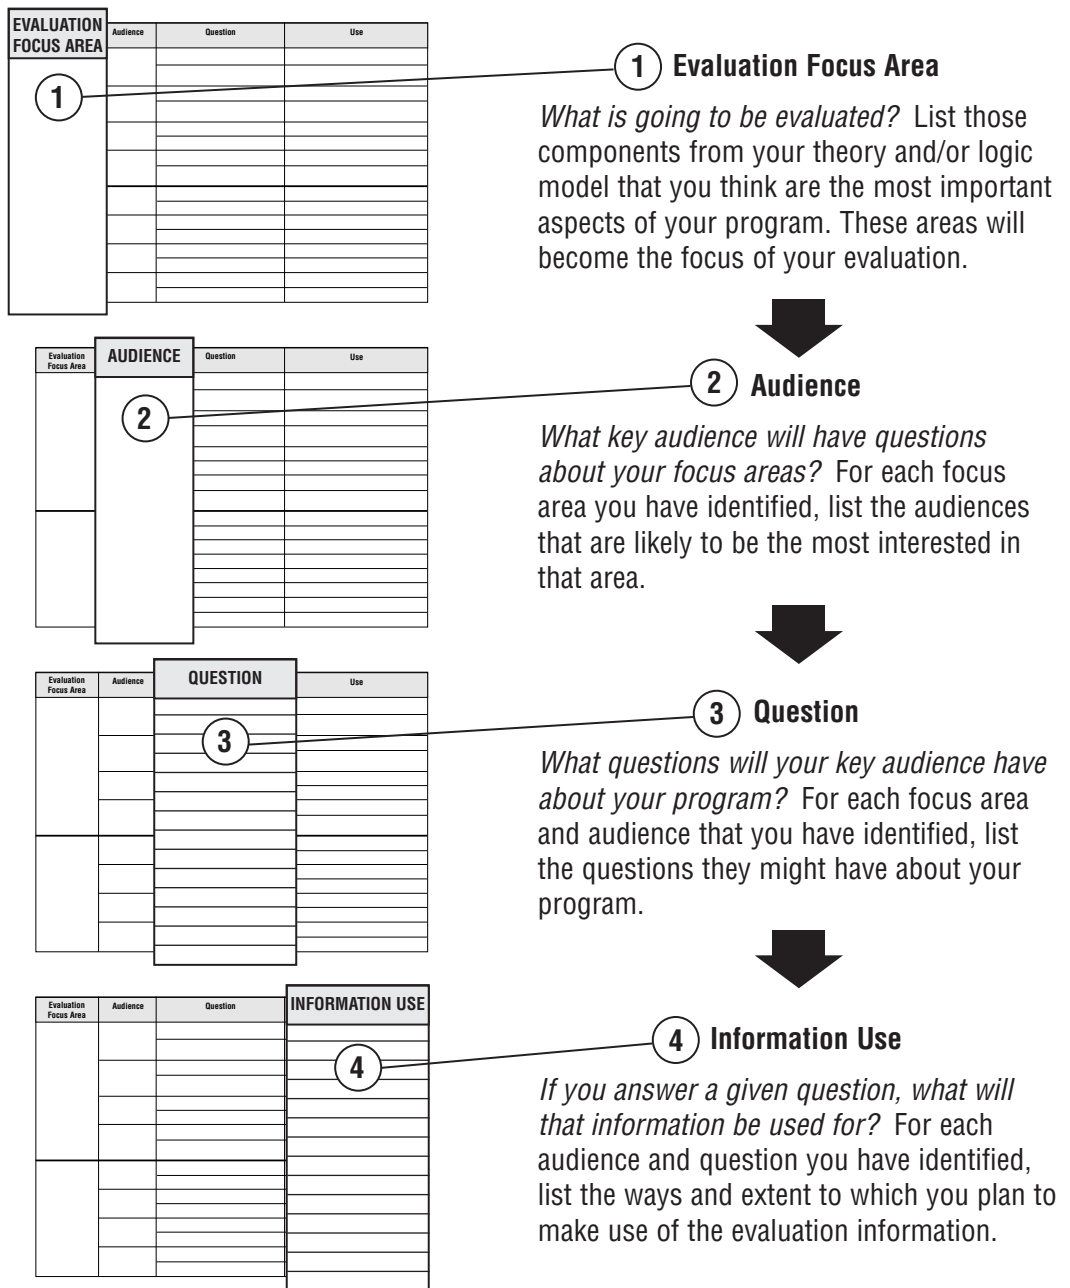 EVALUATION
FOCUS AREA
Audience
Question
Use
1
1 Evaluation Focus Area
What is going to be evaluated? List those
components from your theory and/or logic
model that you think are the most important
aspects of your program. These areas will
become the focus of your evaluation.
Evaluation
Focus Area
AUDIENCE
Question
Use
2
2 Audience
What key audience will have questions
about your focus areas? For each focus
area you have identified, list the audiences
that are likely to be the most interested in
that area.
Evaluation
Focus Area
Audience
QUESTION
Use
3
3 Question
What questions will your key audience have
about your program? For each focus area
and audience that you have identified, list
the questions they might have about your
program.
Evaluation
Focus Area
Audience
Question
INFORMATION USE
4
4 Information Use
If you answer a given question, what will
that information be used for? For each
audience and question you have identified,
list the ways and extent to which you plan to
make use of the evaluation information.